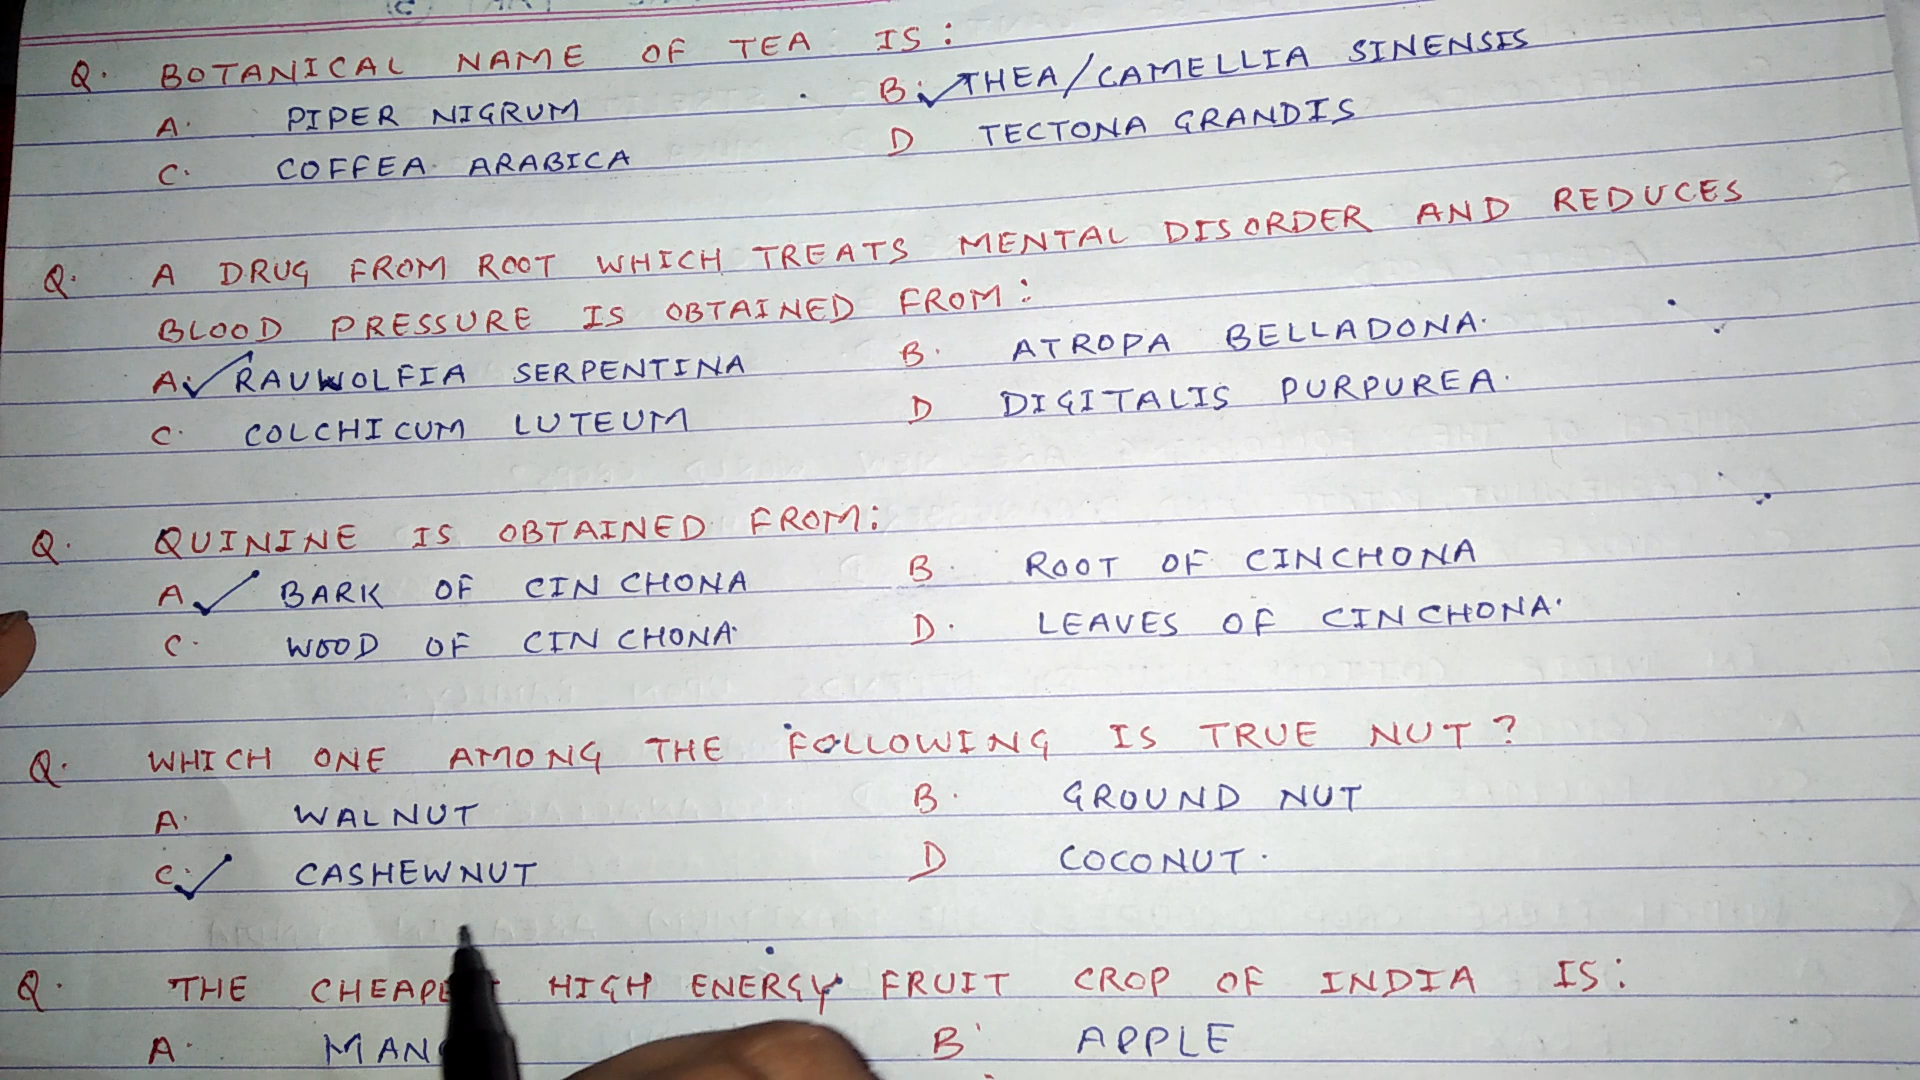 Q. BOTANICAL NAME OF TEA IS:
A. PIPER NIGRUM B. THEA/CAMELLIA SINENSIS
C. COFFEA ARABICA D TECTONA GRANDIS
Q. A DRUG FROM ROOT WHICH TREATS MENTAL DISORDER AND REDUCES
BLOOD PRESSURE IS OBTAINED FROM:
A. RAUWOLFIA SERPENTINA B. ATROPA BELLADONA.
C. COLCHICUM LUTEUM D DIGITALIS PURPUREA.
Q. QUININE IS OBTAINED FROM:
A BARK OF CINCHONA B. ROOT OF CINCHONA
C. WOOD OF CINCHONA. D. LEAVES OF CINCHONA.
Q. WHICH ONE AMONG THE FOLLOWING IS TRUE NUT?
A. WALNUT B. GROUND NUT
C. CASHEWNUT D COCONUT.
Q. THE HIGH ENERGY FRUIT CROP OF INDIA IS:
A. B. APPLE